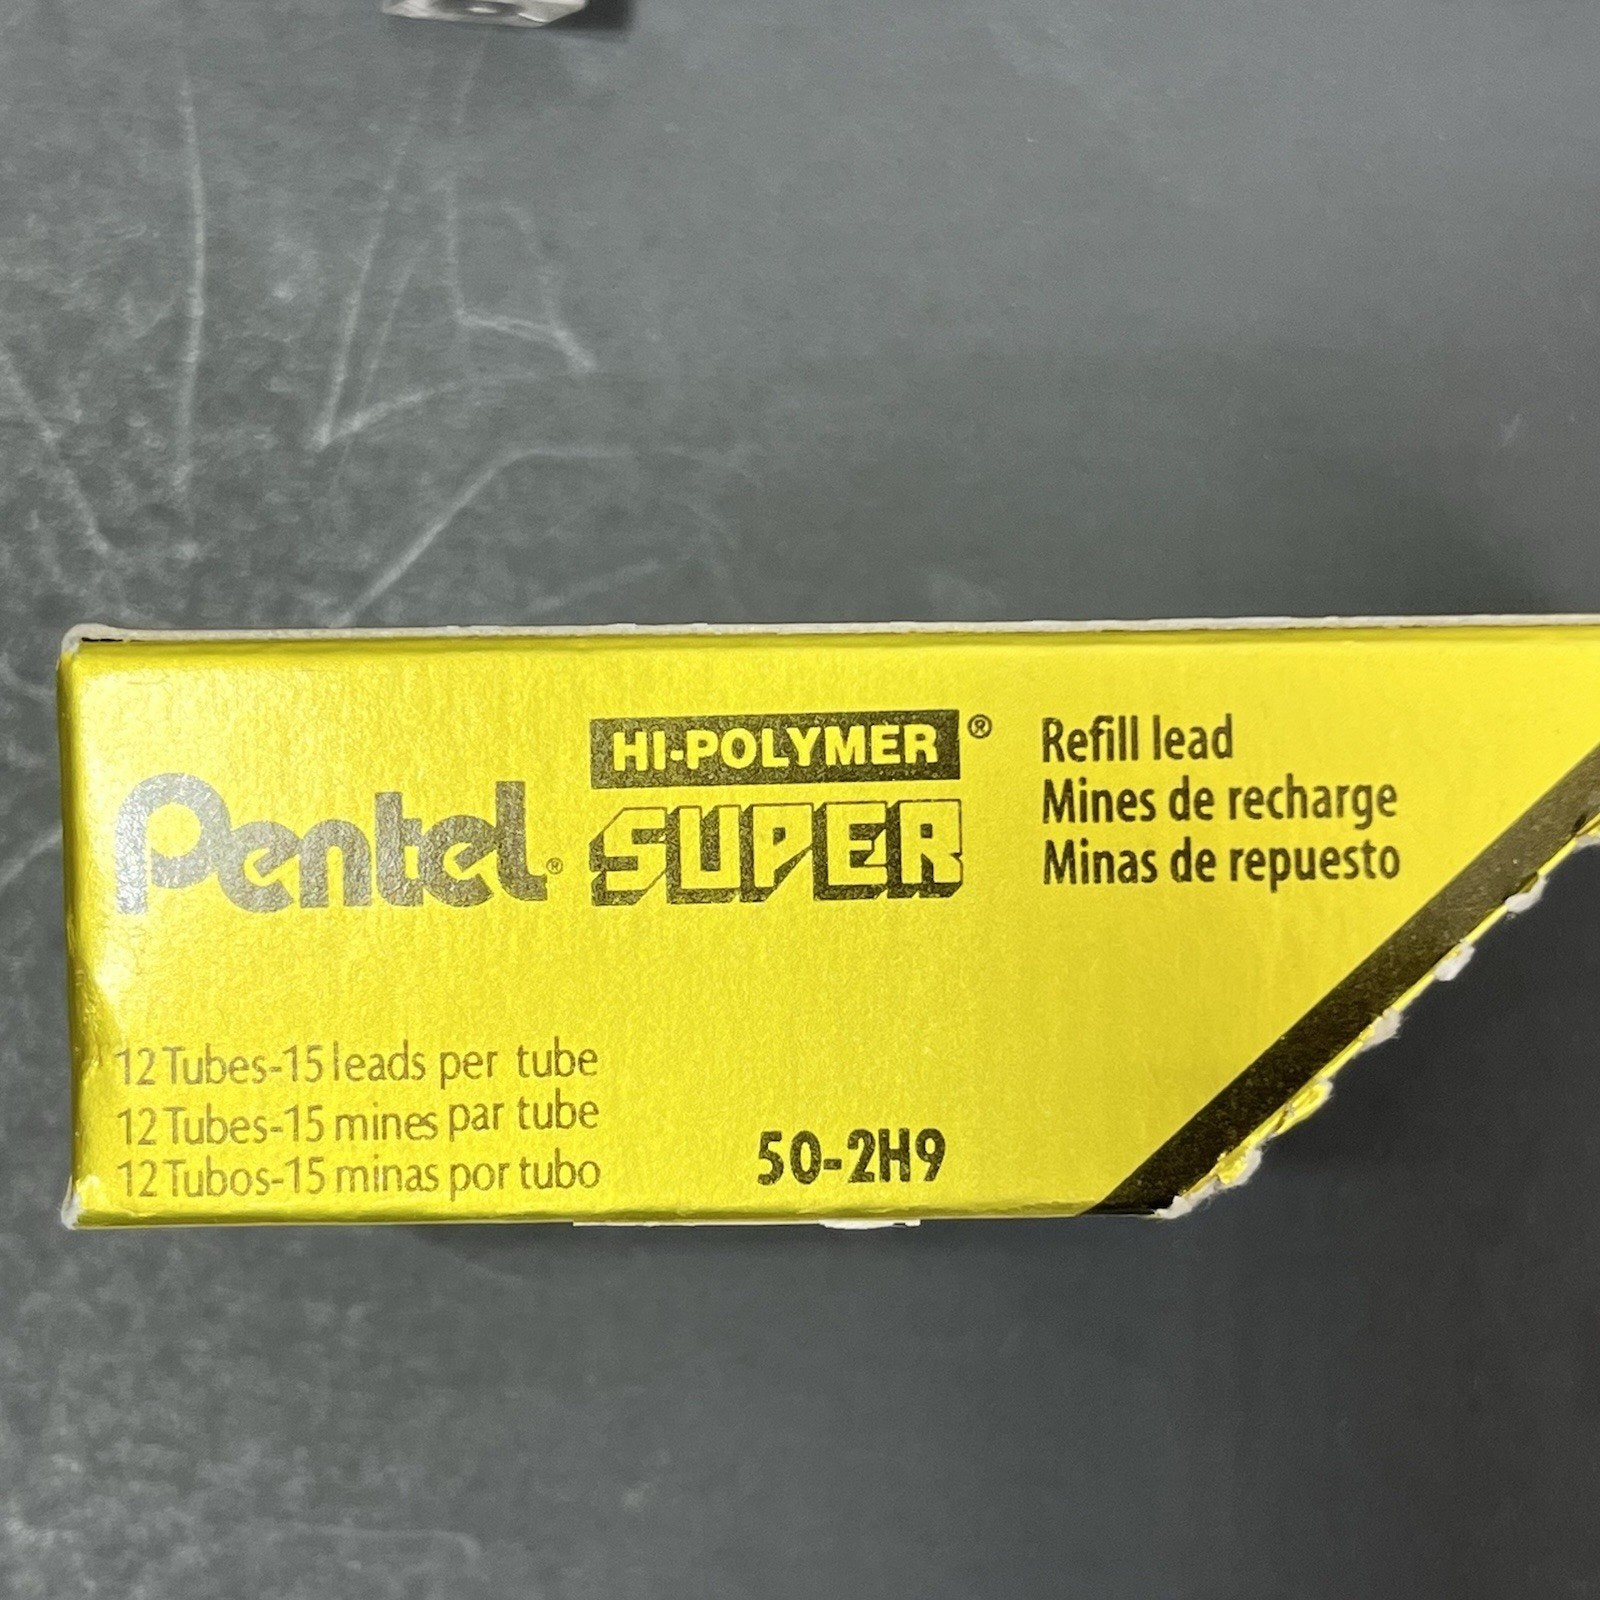 Pentel®
HI-POLYMER®
SUPER
Refill lead
Mines de recharge
Minas de repuesto
12 Tubes-15 leads per tube
12 Tubes-15 mines par tube
12 Tubos-15 minas por tubo
50-2H9